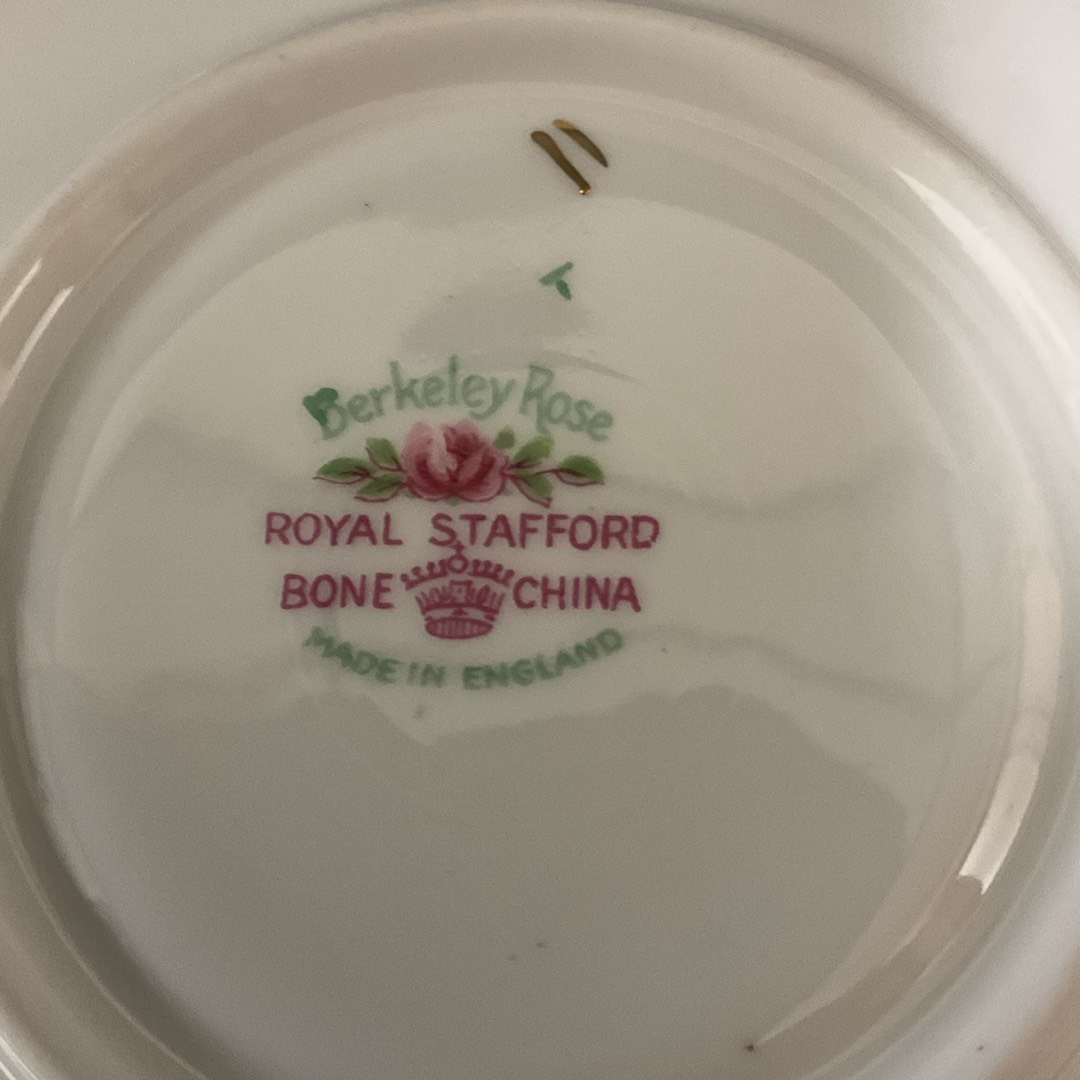 Berkeley Rose
ROYAL STAFFORD
BONE CHINA
MADE IN ENGLAND